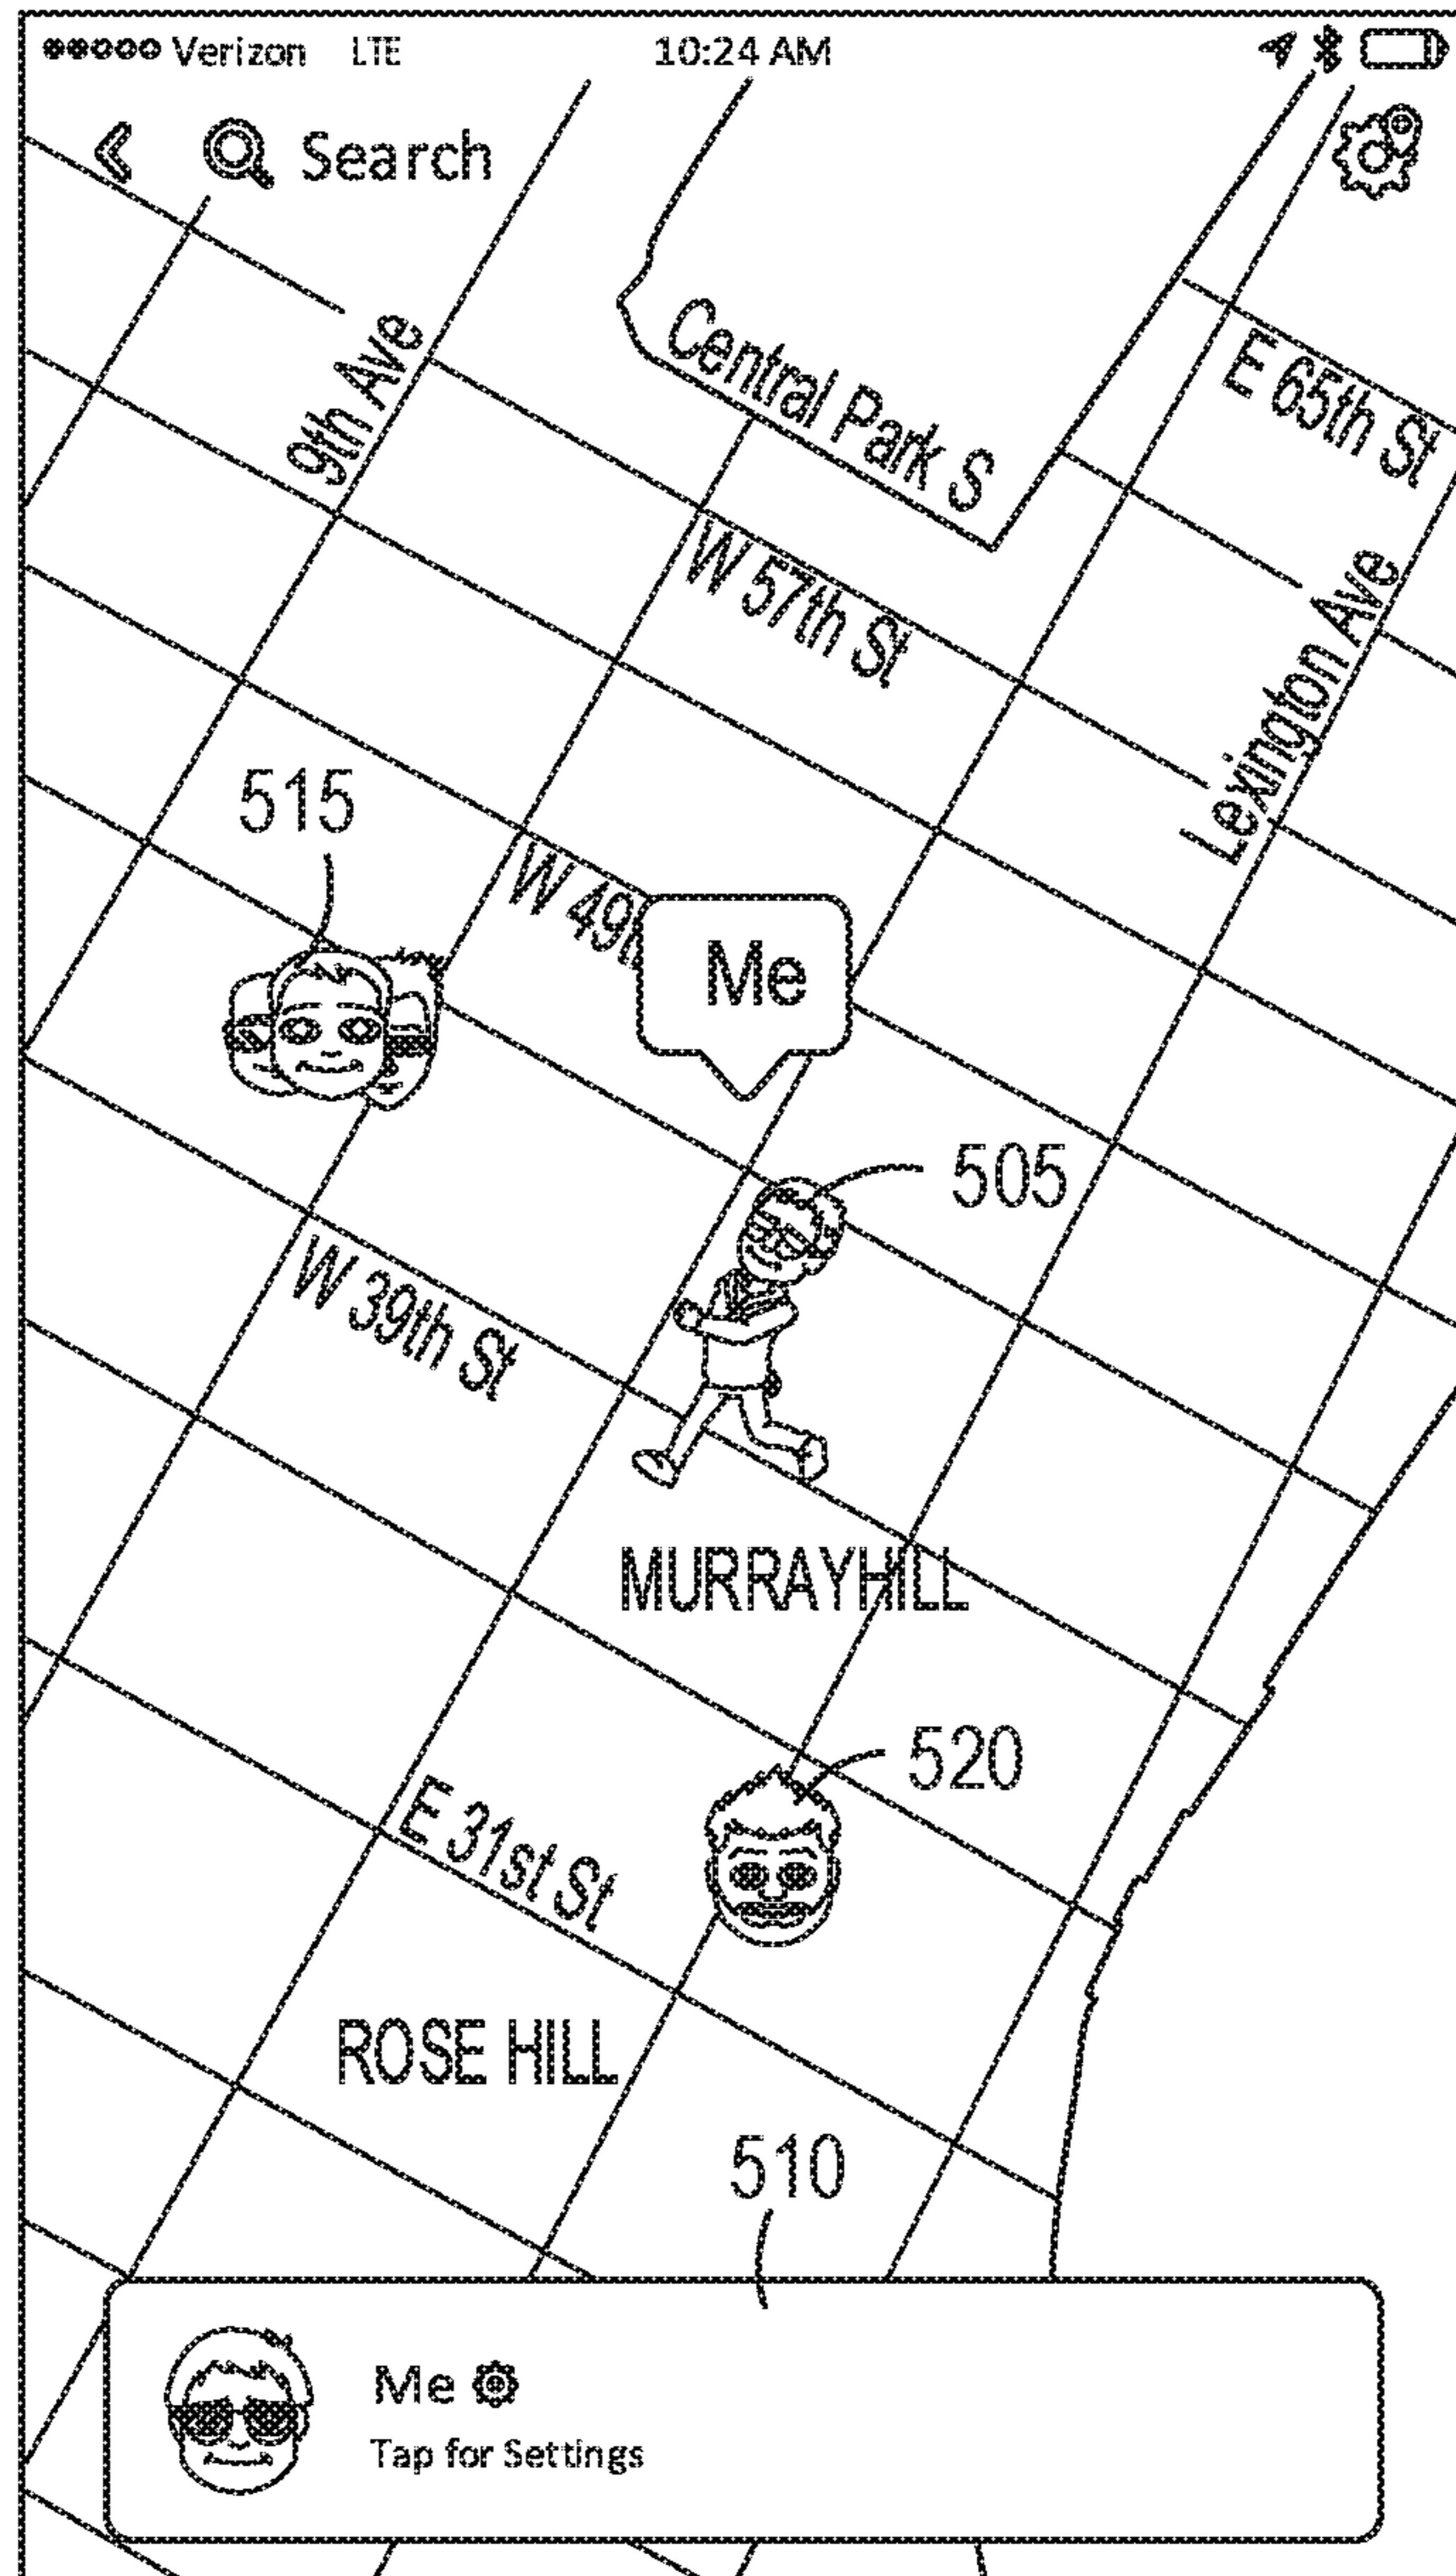 Verizon LTE 10:24 AM
Search
Central Park S
E 65th St
9th Ave
W 57th St
Lexington Ave
515
W 49t
Me
505
W 39th St
MURRAYHILL
520
E 31st St
ROSE HILL
510
Me
Tap for Settings